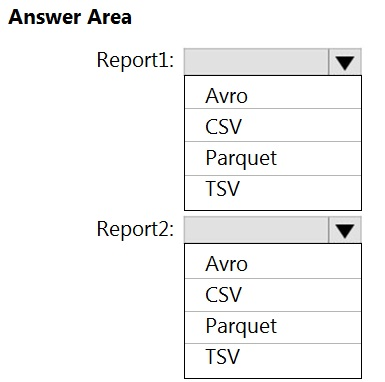 Answer Area
Report1:
Avro
CSV
Parquet
TSV
Report2:
Avro
CSV
Parquet
TSV